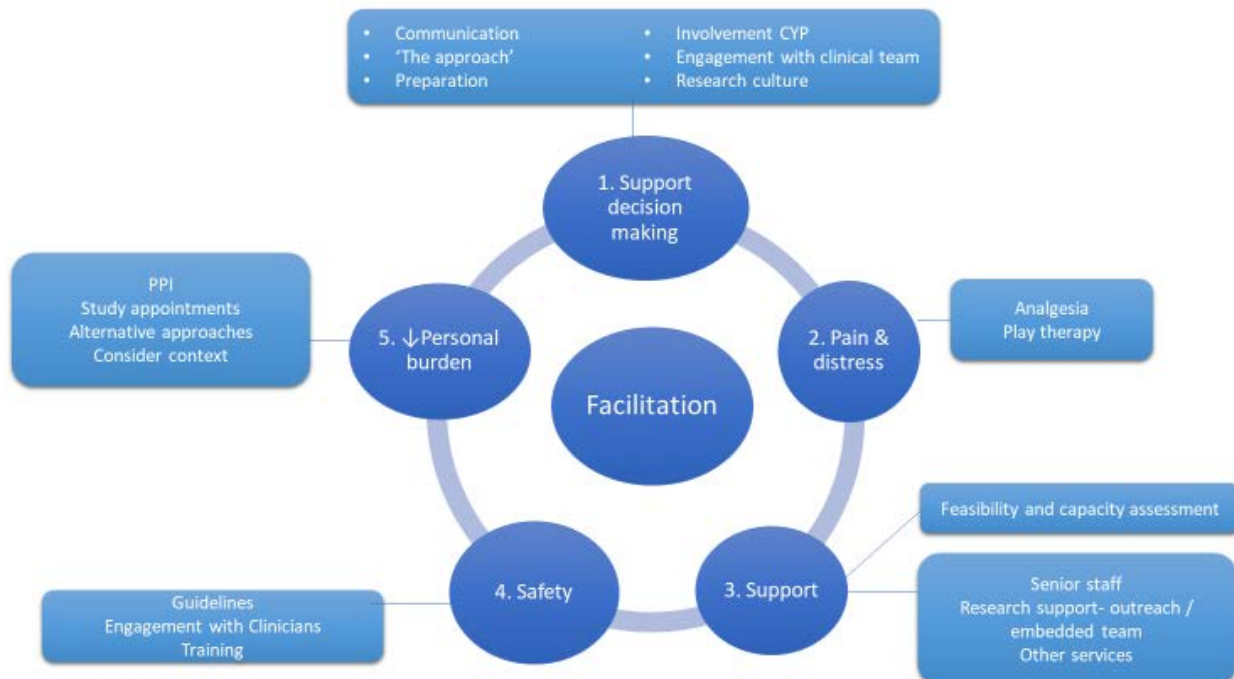 • Communication
• 'The approach'
• Preparation
• Involvement CYP
• Engagement with clinical team
• Research culture
1. Support
decision
making
2. Pain &
distress
Analgesia
Play therapy
Facilitation
3. Support
Feasibility and capacity assessment
Senior staff
Research support- outreach /
embedded team
Other services
4. Safety
Guidelines
Engagement with Clinicians
Training
5. ↓Personal
burden
PPI
Study appointments
Alternative approaches
Consider context